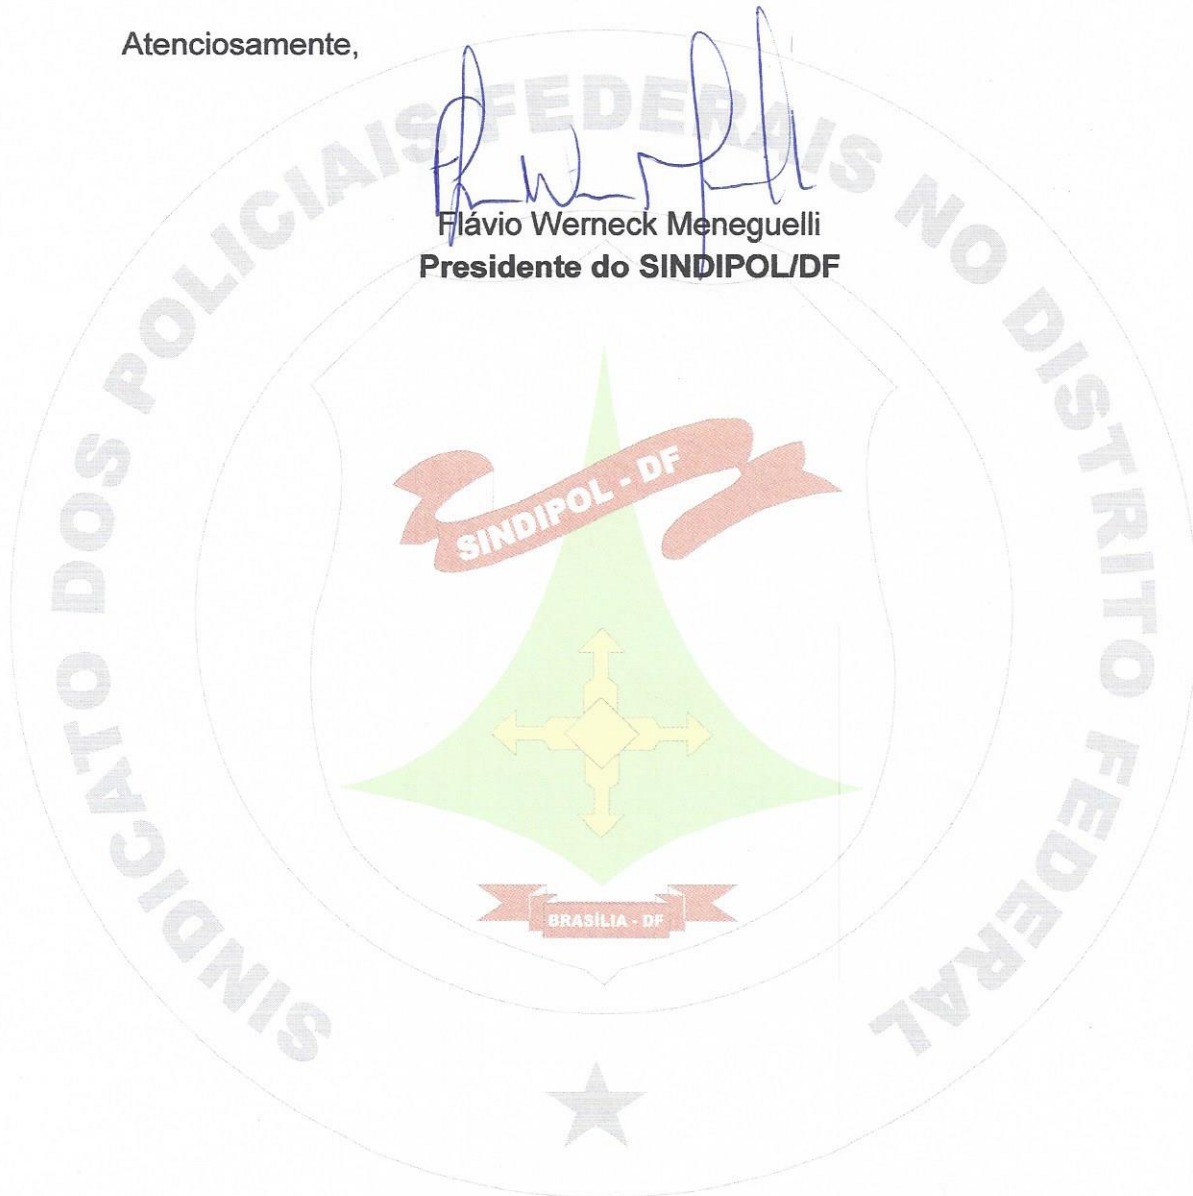 Atenciosamente,
Flávio Werneck Meneguelli
Presidente do SINDIPOL/DF
SINDICATO DOS POLICIAIS FEDERAIS NO DISTRITO FEDERAL
SINDIPOL - DF
BRASÍLIA - DF